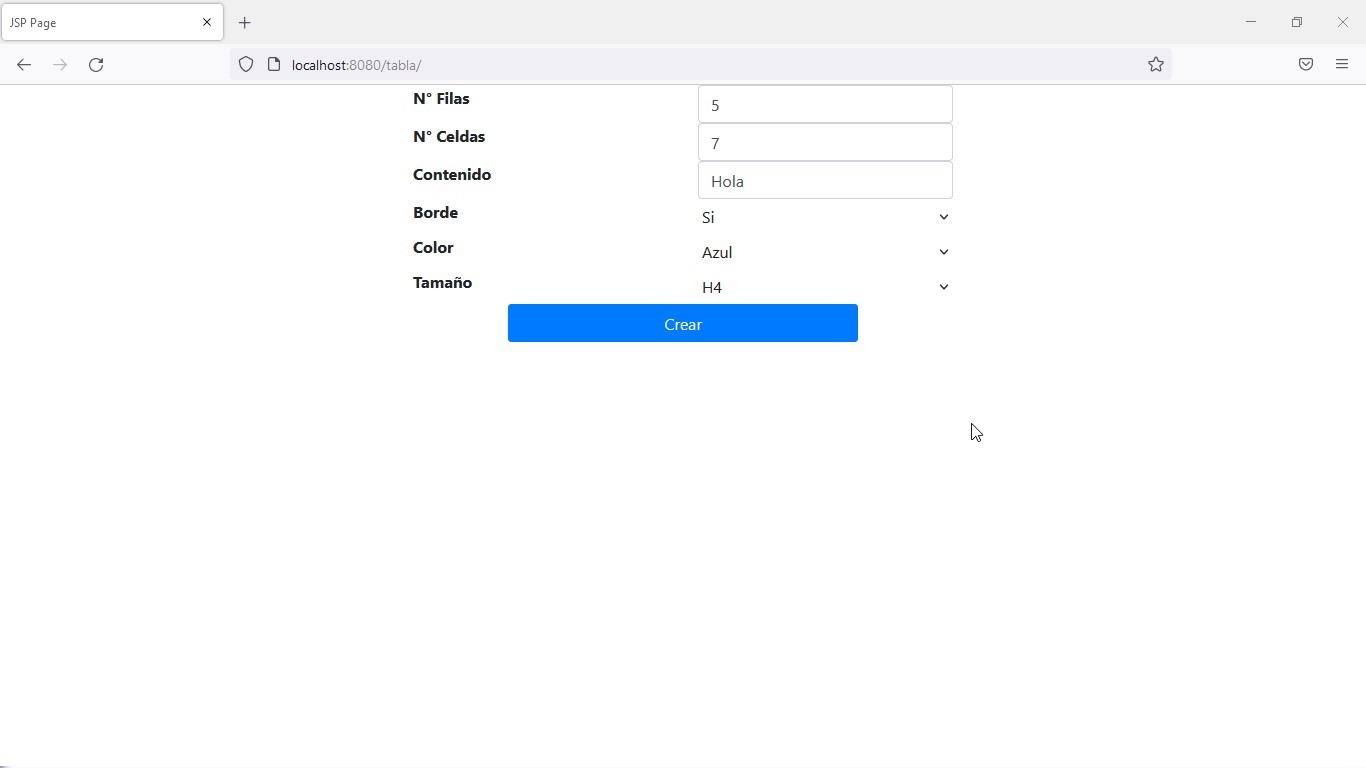 JSP Page
localhost:8080/tabla/
N° Filas 5
N° Celdas 7
Contenido Hola
Borde Si
Color Azul
Tamaño H4
Crear